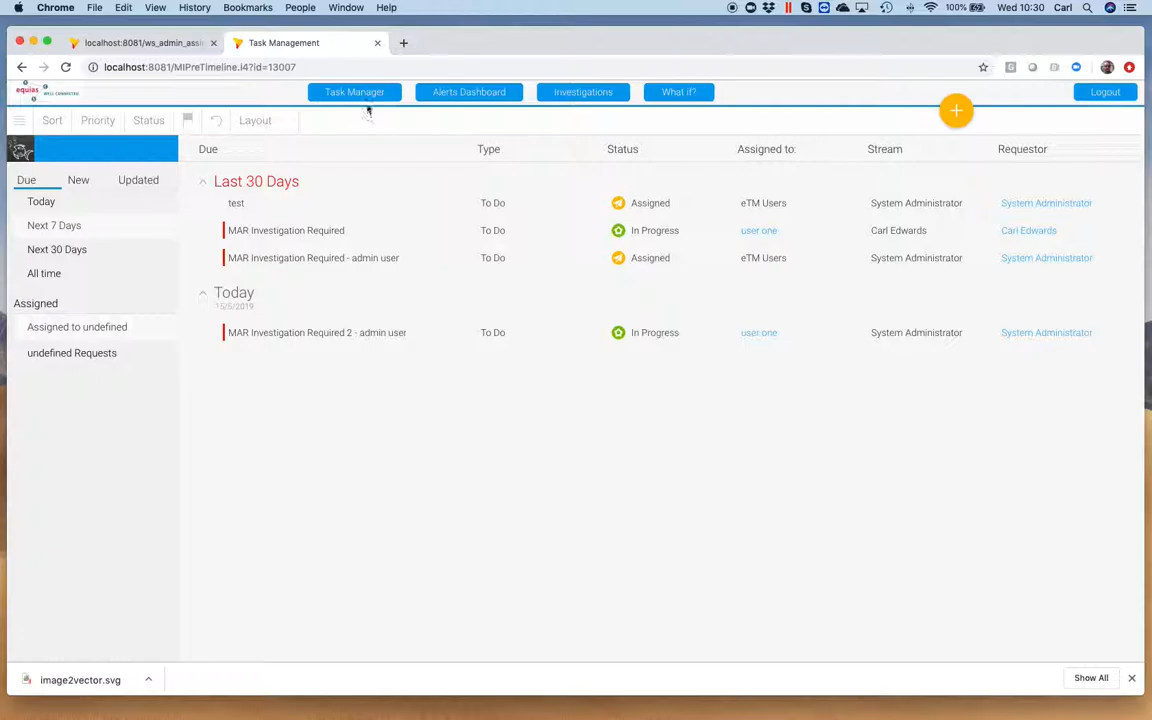 Chrome File Edit View History Bookmarks People Window Help 100% Wed 10:30 Carl
localhost:8081/ws_admin_assi Task Management
localhost:8081/MIPreTimeline.i4?id=13007
equias WELL CONNECTED Task Manager Alerts Dashboard Investigations What if? Logout
Sort Priority Status Layout +
Due Type Status Assigned to: Stream Requestor
Due New Updated
Last 30 Days
Today
test To Do Assigned eTM Users System Administrator System Administrator
Next 7 Days
MAR Investigation Required To Do In Progress user one Carl Edwards Carl Edwards
Next 30 Days
MAR Investigation Required - admin user To Do Assigned eTM Users System Administrator System Administrator
All time
Today
15/5/2019
Assigned
Assigned to undefined
MAR Investigation Required 2 - admin user To Do In Progress user one System Administrator System Administrator
undefined Requests
image2vector.svg Show All